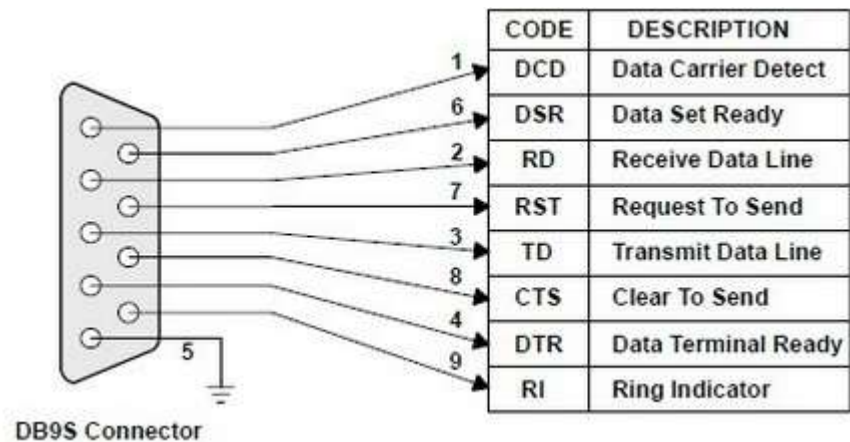 CODE DESCRIPTION
1 DCD Data Carrier Detect
6 DSR Data Set Ready
2 RD Receive Data Line
7 RST Request To Send
3 TD Transmit Data Line
8 CTS Clear To Send
4 DTR Data Terminal Ready
9 RI Ring Indicator
5
DB9S Connector